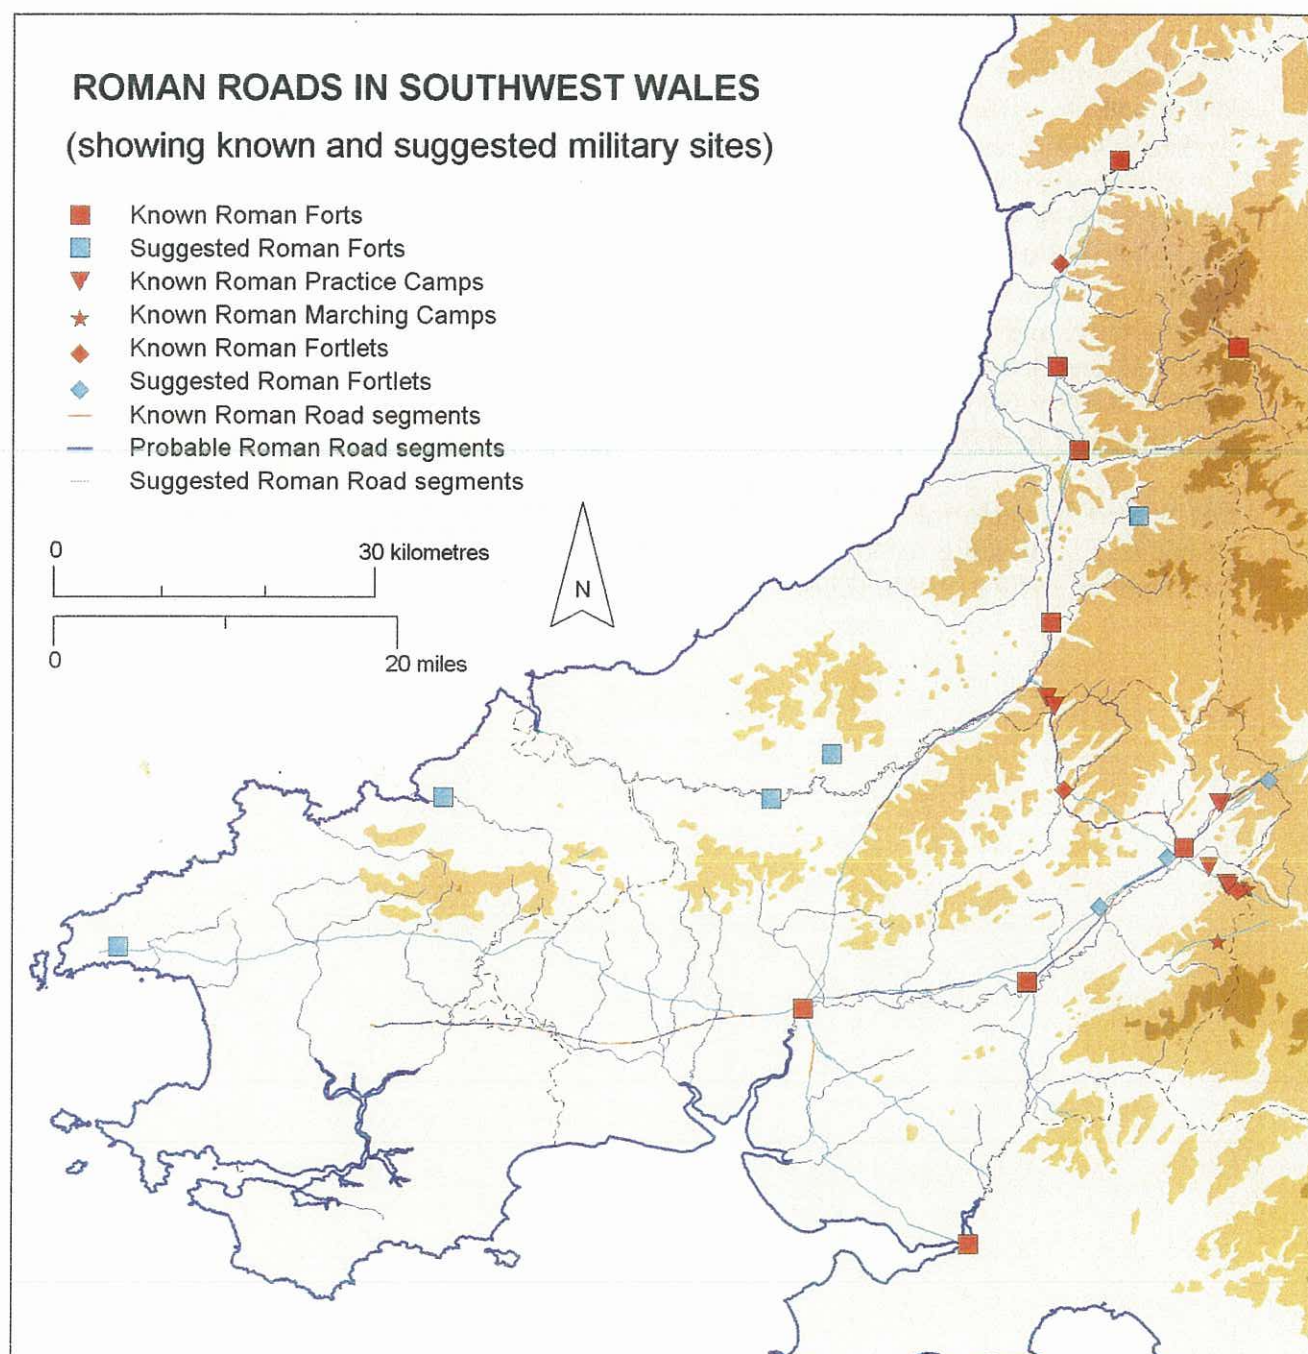 ROMAN ROADS IN SOUTHWEST WALES
(showing known and suggested military sites)
Known Roman Forts
Suggested Roman Forts
Known Roman Practice Camps
Known Roman Marching Camps
Known Roman Fortlets
Suggested Roman Fortlets
Known Roman Road segments
Probable Roman Road segments
Suggested Roman Road segments
0 30 kilometres
N
0 20 miles